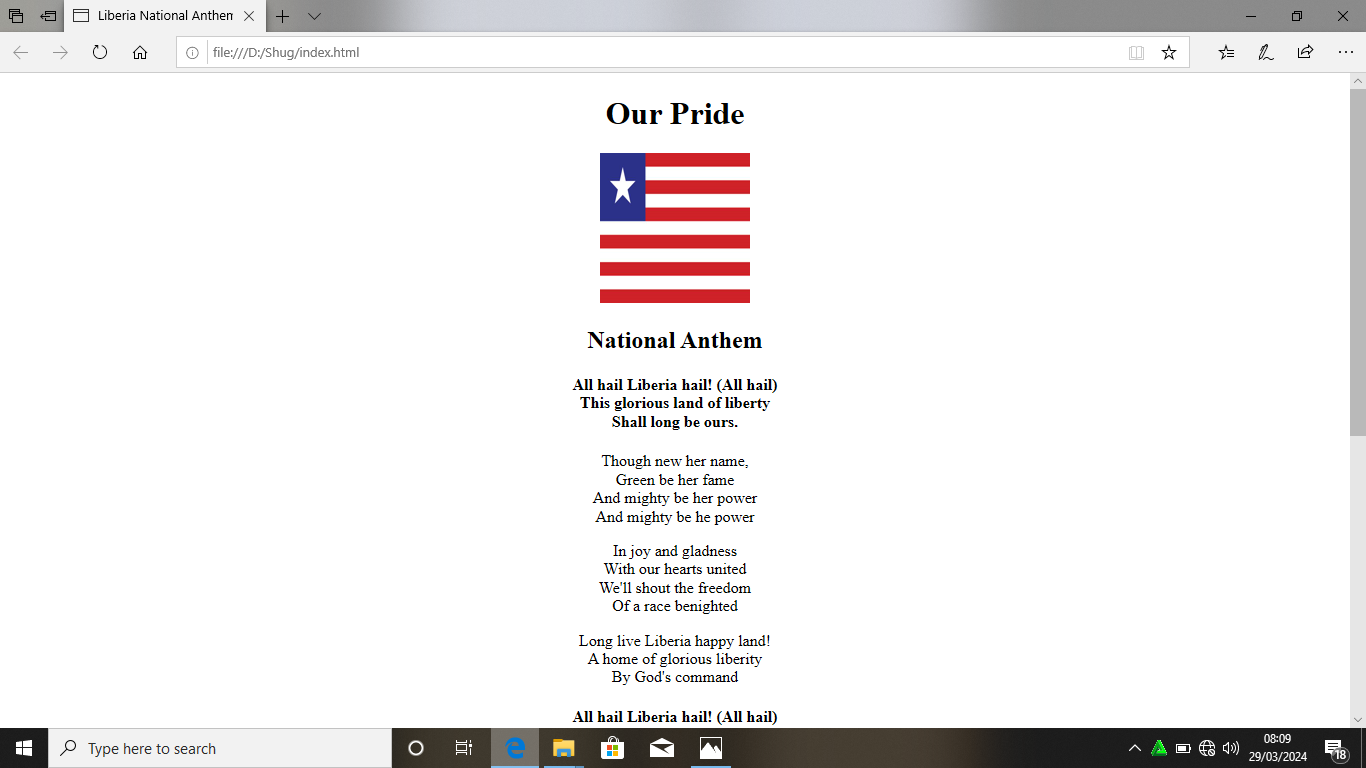 Liberia National Anthem
file:///D:/Shug/index.html
Our Pride
National Anthem
All hail Liberia hail! (All hail)
This glorious land of liberty
Shall long be ours.
Though new her name,
Green be her fame
And mighty be her power
And mighty be he power
In joy and gladness
With our hearts united
We'll shout the freedom
Of a race benighted
Long live Liberia happy land!
A home of glorious liberity
By God's command
All hail Liberia hail! (All hail)
Type here to search
08:09
29/03/2024
18